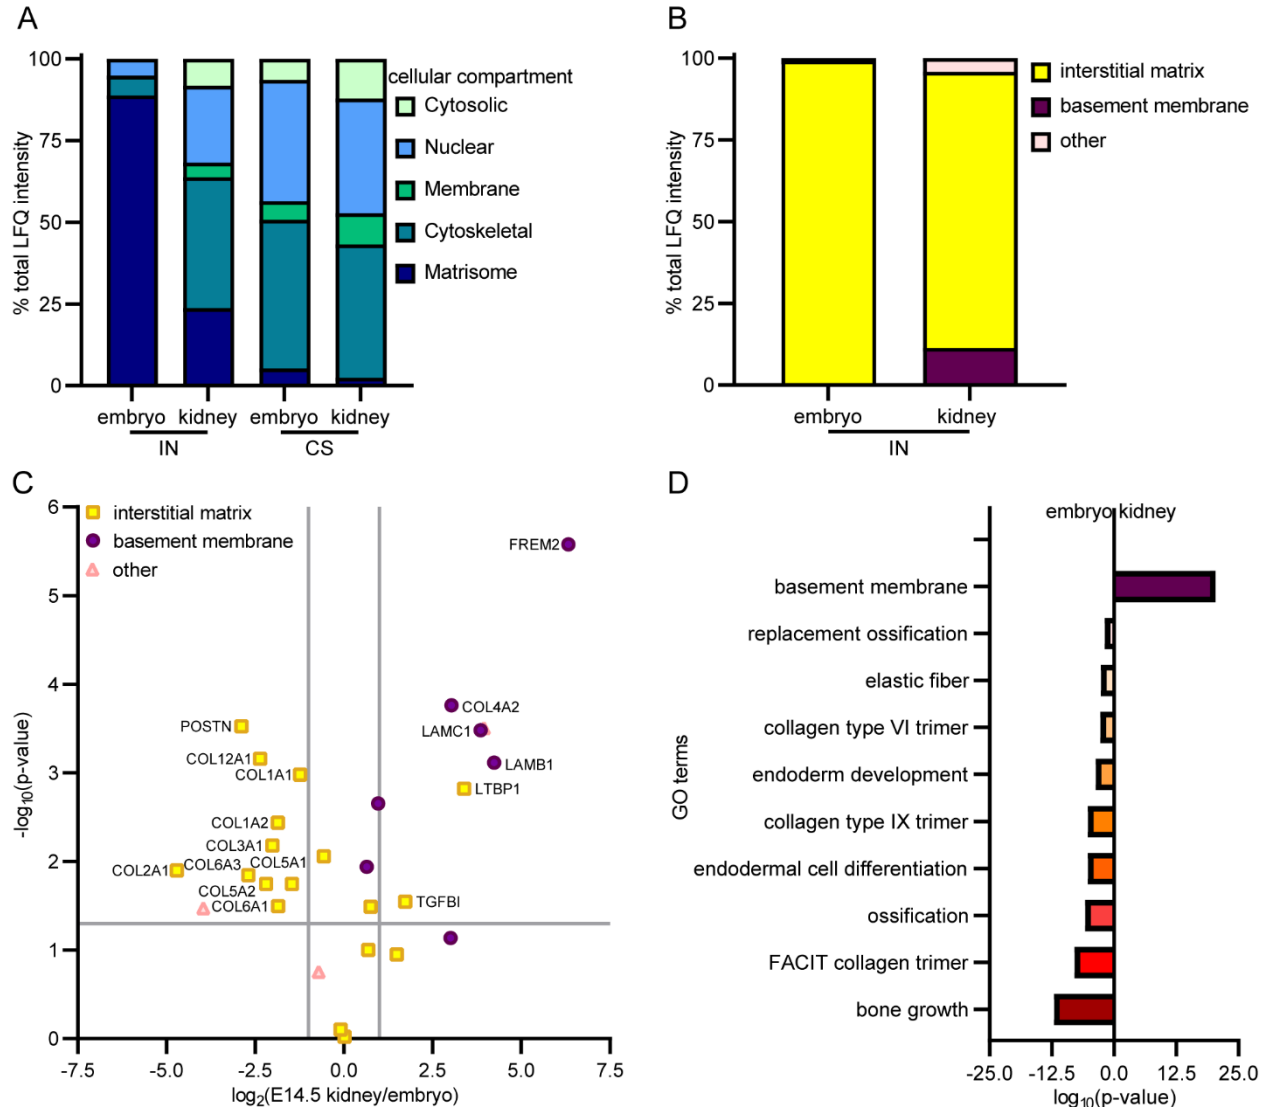 A
100
75
50
25
0
% total LFQ intensity
embryo kidney embryo kidney
IN CS
cellular compartment
Cytosolic
Nuclear
Membrane
Cytoskeletal
Matrisome
B
100
75
50
25
0
% total LFQ intensity
embryo kidney
IN
interstitial matrix
basement membrane
other
C
interstitial matrix
basement membrane
other
6
5
4
3
2
1
0
-log10(p-value)
FREM2
COL4A2
LAMC1
LAMB1
LTBP1
POSTN
COL12A1
COL1A1
COL1A2
COL3A1
COL2A1 COL6A3 COL5A1
COL5A2
COL6A1
TGFBI
-7.5 -5.0 -2.5 0.0 2.5 5.0 7.5
log2(E14.5 kidney/embryo)
D
embryo kidney
GO terms
basement membrane
replacement ossification
elastic fiber
collagen type VI trimer
endoderm development
collagen type IX trimer
endodermal cell differentiation
ossification
FACIT collagen trimer
bone growth
-25.0 -12.5 0.0 12.5 25.0
log10(p-value)